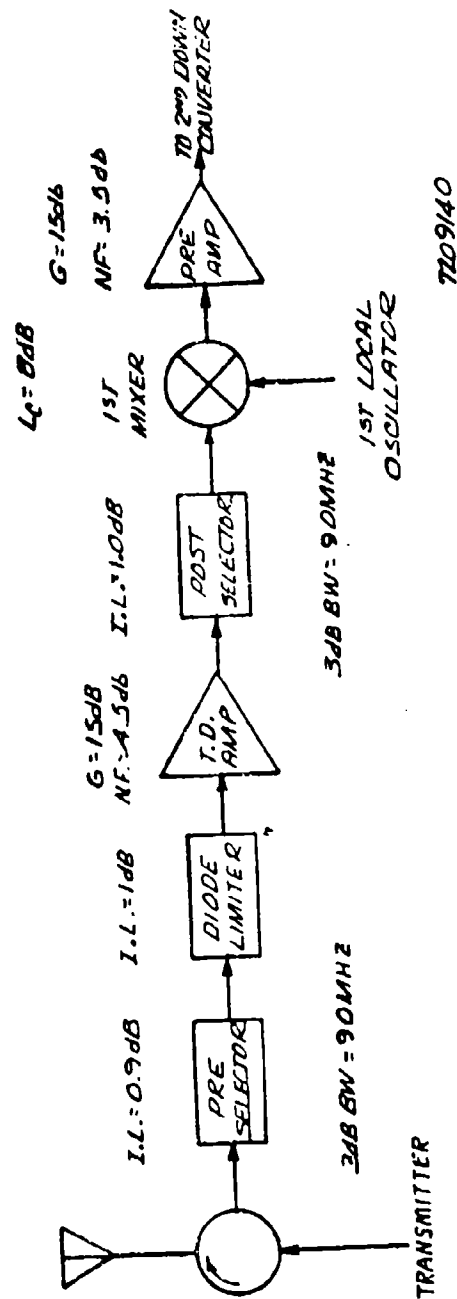 I.L.=0.9dB
I.L.=1dB
G=15dB
NF.=4.5db
I.L.=1.0dB
1ST
MIXER
Lc=8dB
G=15db
NF=3.5db
PRE
SELECTOR
DIODE
LIMITER
T.D.
AMP
POST
SELECTOR
PRE
AMP
TO 2ND DOWN
CONVERTER
TRANSMITTER
3dB BW=90MHZ
3dB BW=90MHZ
1ST LOCAL
OSCILLATOR
7209140